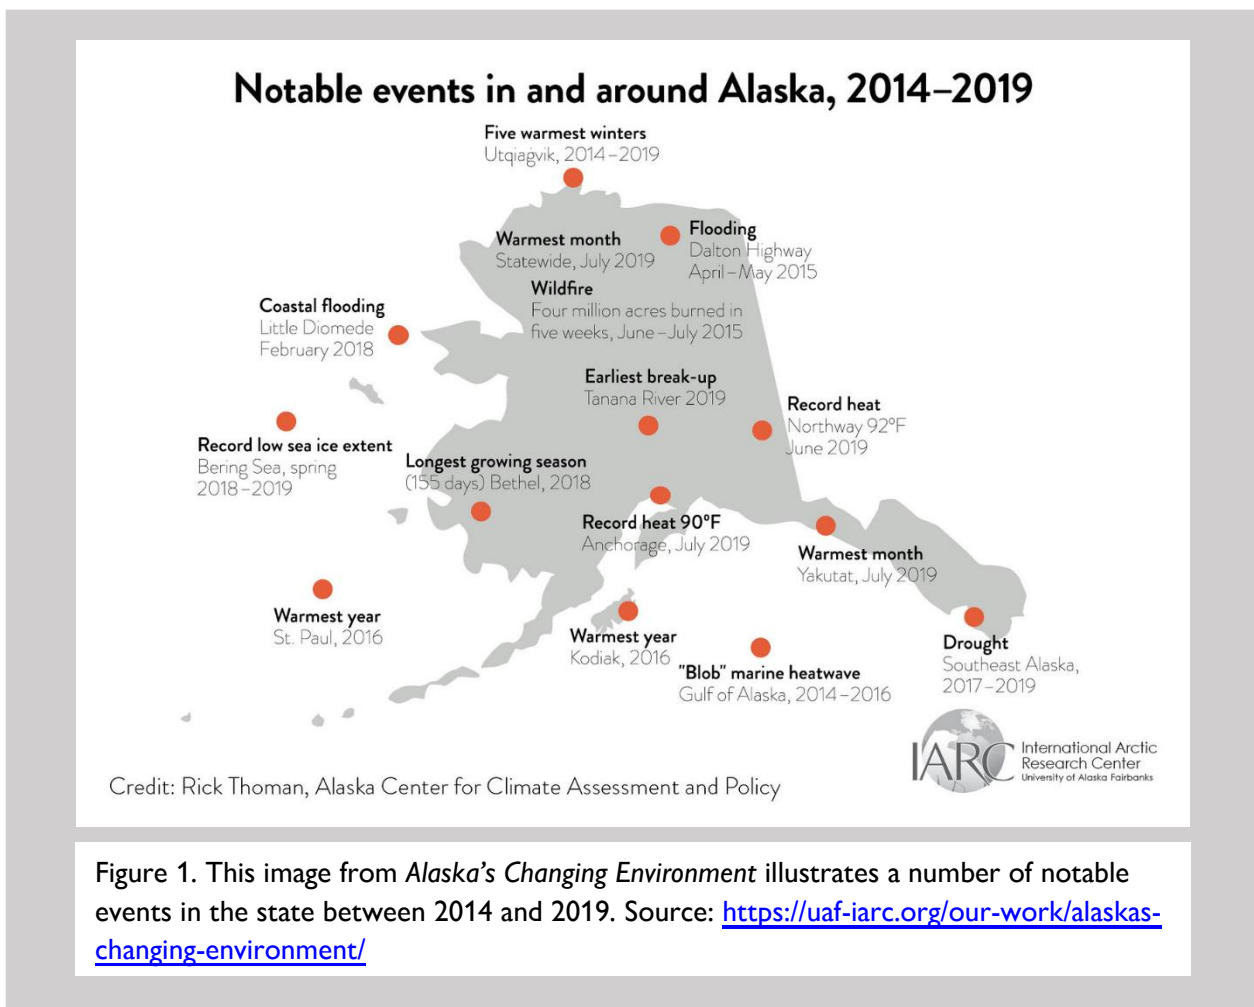 Notable events in and around Alaska, 2014–2019
Five warmest winters
Utqiaġvik, 2014–2019
Warmest month
Statewide, July 2019
Flooding
Dalton Highway
April–May 2015
Wildfire
Four million acres burned in
five weeks, June–July 2015
Coastal flooding
Little Diomede
February 2018
Earliest break-up
Tanana River 2019
Record heat
Northway 92ºF
June 2019
Record low sea ice extent
Bering Sea, spring
2018–2019
Longest growing season
(155 days) Bethel, 2018
Record heat 90ºF
Anchorage, July 2019
Warmest month
Yakutat, July 2019
Warmest year
St. Paul, 2016
Warmest year
Kodiak, 2016
"Blob" marine heatwave
Gulf of Alaska, 2014–2016
Drought
Southeast Alaska,
2017–2019
IARC
International Arctic
Research Center
University of Alaska Fairbanks
Credit: Rick Thoman, Alaska Center for Climate Assessment and Policy
Figure 1. This image from Alaska’s Changing Environment illustrates a number of notable
events in the state between 2014 and 2019. Source: https://uaf-iarc.org/our-work/alaskas-
changing-environment/